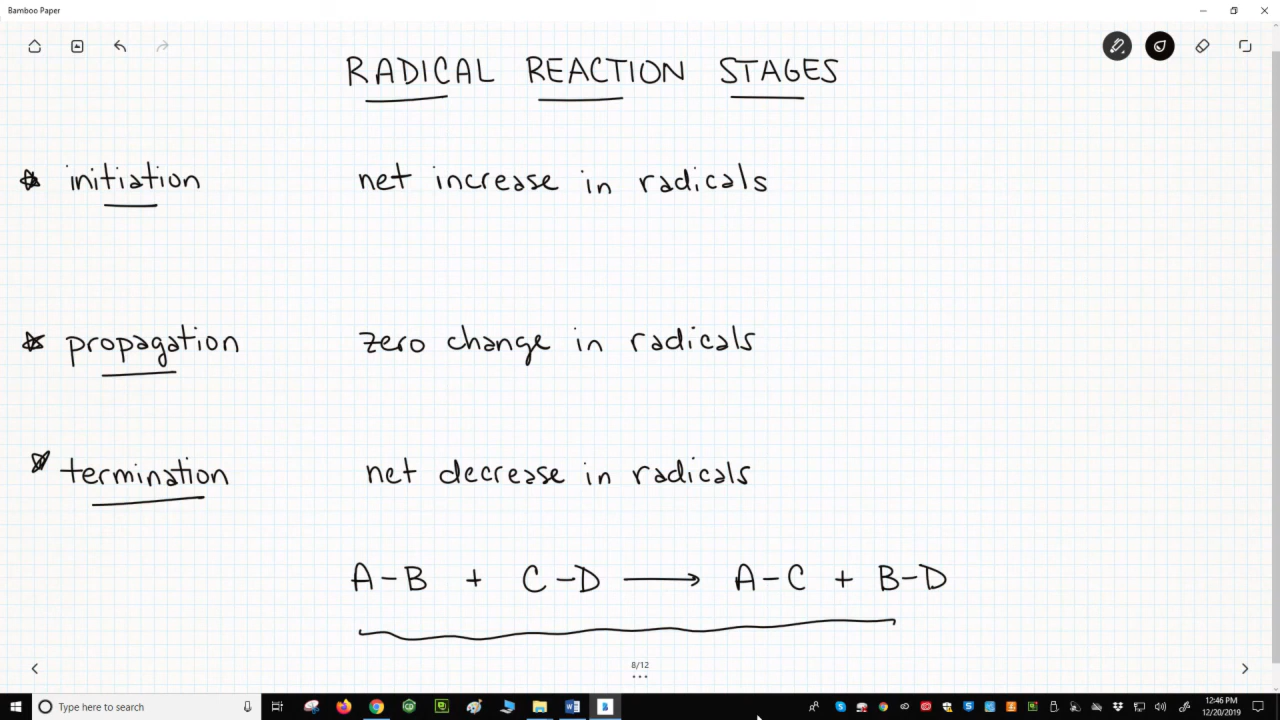 Bamboo Paper
RADICAL REACTION STAGES
initiation net increase in radicals
propagation zero change in radicals
termination net decrease in radicals
A-B + C-D ⟶ A-C + B-D
8/12
Type here to search
12:46 PM
12/20/2019